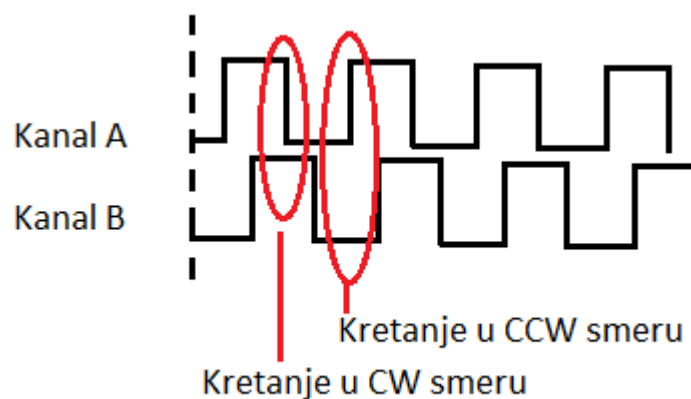 Kanal A
Kanal B
Kretanje u CCW smeru
Kretanje u CW smeru